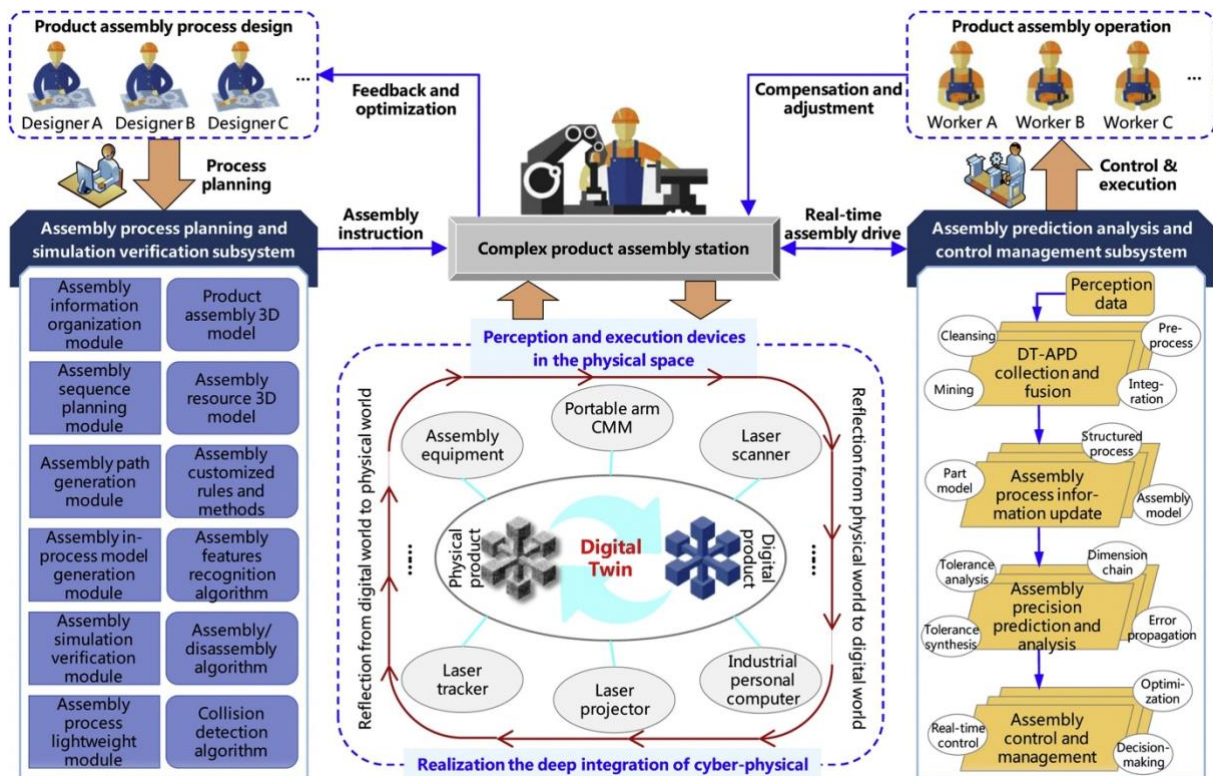 Product assembly process design
...
Designer A
Designer B
Designer C
Process
planning
Feedback and
optimization
Compensation and
adjustment
Product assembly operation
...
Worker A
Worker B
Worker C
Control &
execution
Assembly process planning and
simulation verification subsystem
Assembly
instruction
Complex product assembly station
Real-time
assembly drive
Assembly prediction analysis and
control management subsystem
Assembly
information
organization
module
Product
assembly 3D
model
Assembly
sequence
planning
module
Assembly
resource 3D
model
Assembly path
generation
module
Assembly
customized
rules and
methods
Assembly in-
process model
generation
module
Assembly
features
recognition
algorithm
Assembly
simulation
verification
module
Assembly/
disassembly
algorithm
Assembly
process
lightweight
module
Collision
detection
algorithm
Perception and execution devices
in the physical space
Reflection from digital world to physical world
Reflection from physical world to digital world
Portable arm
CMM
Assembly
equipment
Laser
scanner
......
Physical
product
Digital
Twin
Digital
product
......
Laser
tracker
Laser
projector
Industrial
personal
computer
Realization the deep integration of cyber-physical
Perception
data
Cleansing
Pre-
process
DT-APD
collection and
fusion
Mining
Integ-
ration
Structured
process
Part
model
Assembly
process infor-
mation update
Assembly
model
Tolerance
analysis
Dimension
chain
Assembly
precision
prediction and
analysis
Tolerance
synthesis
Error
propagation
Optimi-
zation
Real-time
control
Assembly
control and
management
Decision-
making